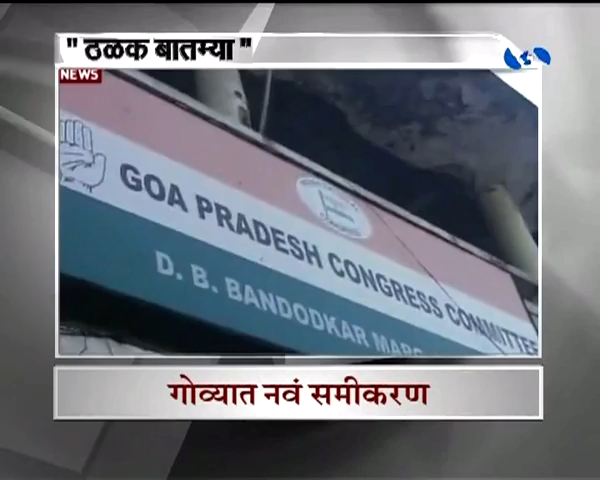 " ठळक बातम्या "
NEWS
GOA PRADESH CONGRESS COMMITTEE
D. B. BANDODKAR MARG
गोव्यात नवं समीकरण